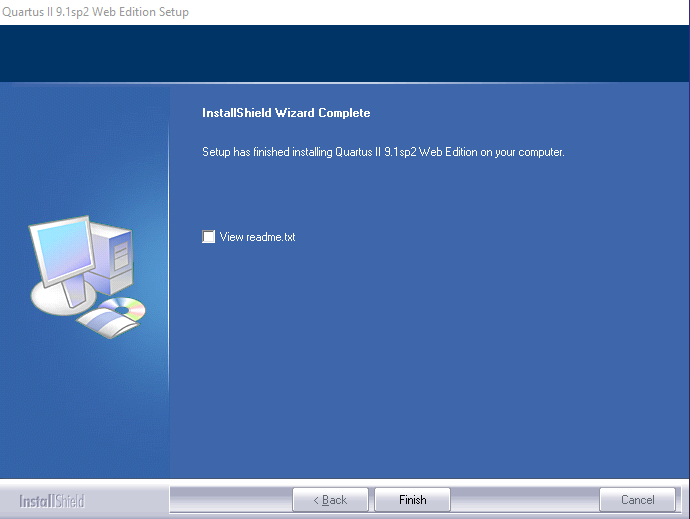 Quartus II 9.1sp2 Web Edition Setup
InstallShield Wizard Complete
Setup has finished installing Quartus II 9.1sp2 Web Edition on your computer.
View readme.txt
InstallShield
< Back
Finish
Cancel